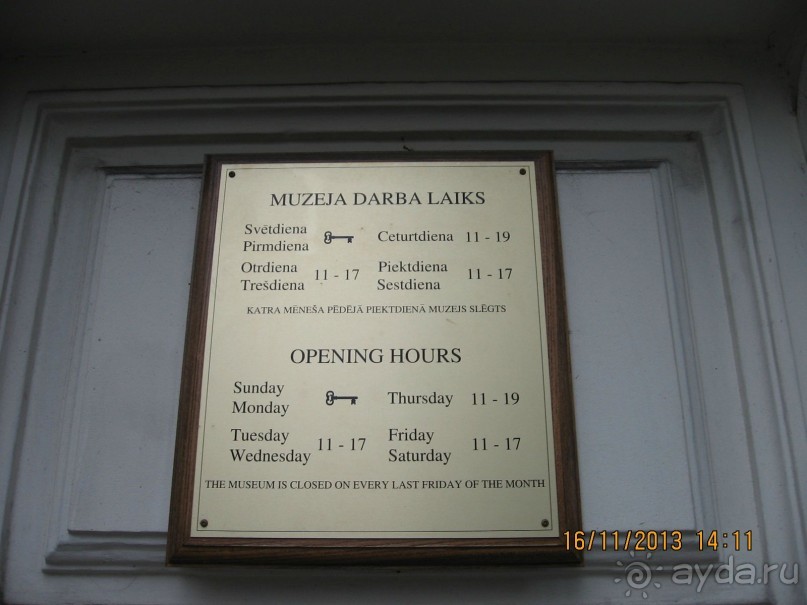 MUZEJA DARBA LAIKS
Svētdiena
Pirmdiena
Ceturtdiena 11 - 19
Otrdiena
Trešdiena
11 - 17
Piektdiena
Sestdiena
11 - 17
KATRA MĒNEŠA PĒDĒJĀ PIEKTDIENĀ MUZEJS SLĒGTS
OPENING HOURS
Sunday
Monday
Thursday 11 - 19
Tuesday
Wednesday
11 - 17
Friday
Saturday
11 - 17
THE MUSEUM IS CLOSED ON EVERY LAST FRIDAY OF THE MONTH
16/11/2013 14:11
ayda.ru